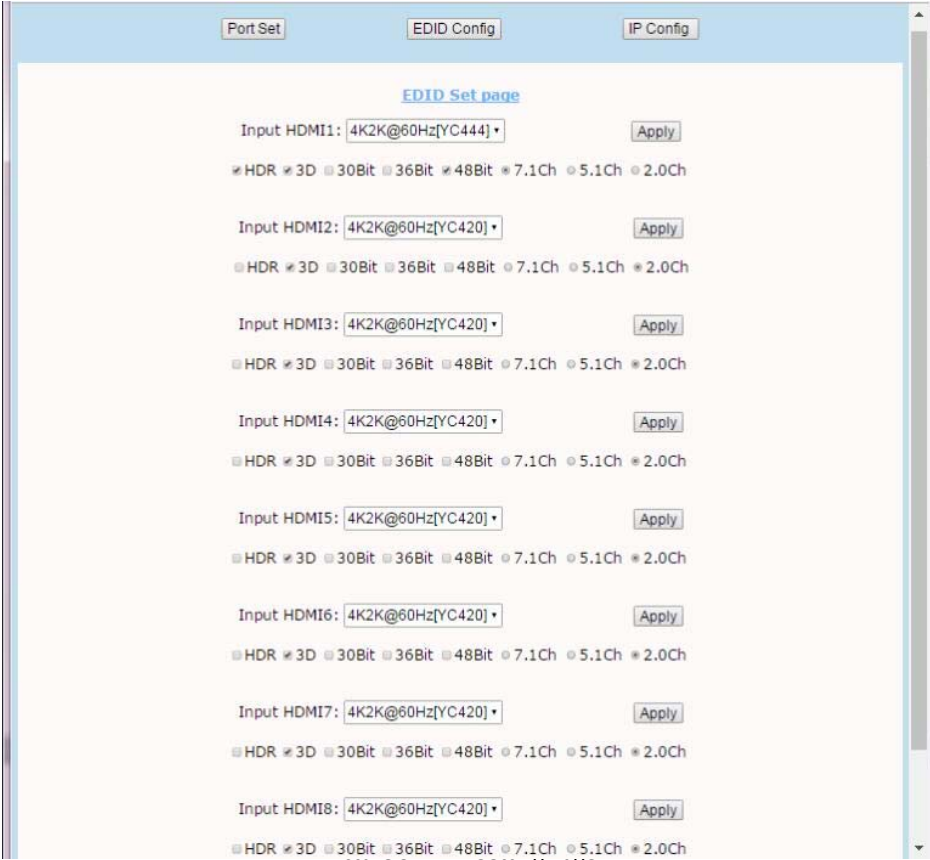 Port Set EDID Config IP Config
EDID Set page
Input HDMI1: 4K2K@60Hz[YC444] Apply
HDR 3D 30Bit 36Bit 48Bit 7.1Ch 5.1Ch 2.0Ch
Input HDMI2: 4K2K@60Hz[YC420] Apply
HDR 3D 30Bit 36Bit 48Bit 7.1Ch 5.1Ch 2.0Ch
Input HDMI3: 4K2K@60Hz[YC420] Apply
HDR 3D 30Bit 36Bit 48Bit 7.1Ch 5.1Ch 2.0Ch
Input HDMI4: 4K2K@60Hz[YC420] Apply
HDR 3D 30Bit 36Bit 48Bit 7.1Ch 5.1Ch 2.0Ch
Input HDMI5: 4K2K@60Hz[YC420] Apply
HDR 3D 30Bit 36Bit 48Bit 7.1Ch 5.1Ch 2.0Ch
Input HDMI6: 4K2K@60Hz[YC420] Apply
HDR 3D 30Bit 36Bit 48Bit 7.1Ch 5.1Ch 2.0Ch
Input HDMI7: 4K2K@60Hz[YC420] Apply
HDR 3D 30Bit 36Bit 48Bit 7.1Ch 5.1Ch 2.0Ch
Input HDMI8: 4K2K@60Hz[YC420] Apply
HDR 3D 30Bit 36Bit 48Bit 7.1Ch 5.1Ch 2.0Ch